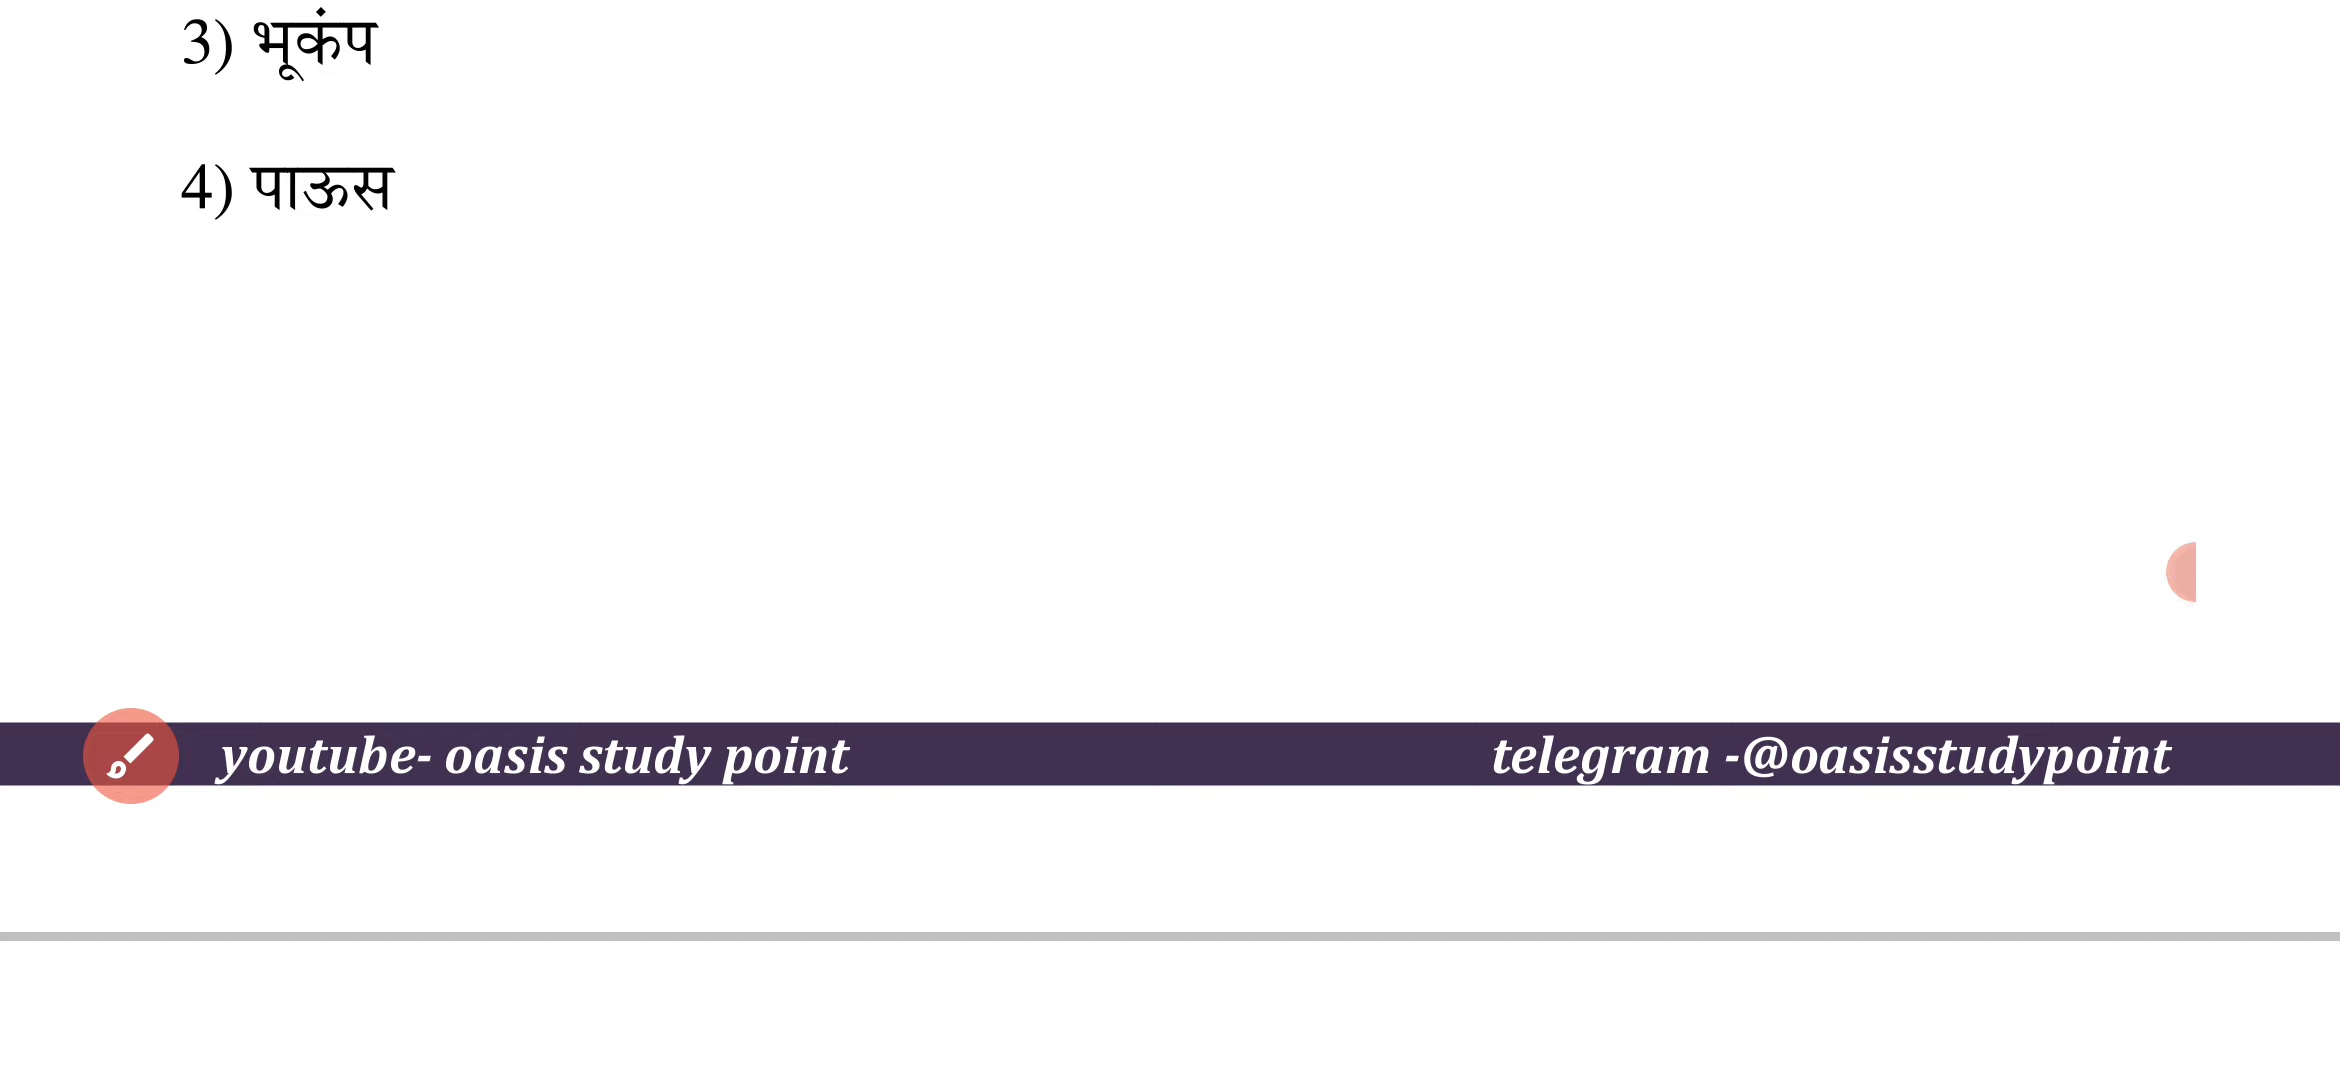 3) भूकंप
4) पाऊस
youtube- oasis study point telegram -@oasisstudypoint